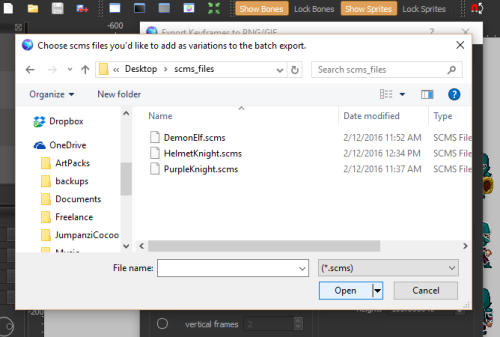 -600
Show Bones Lock Bones Show Sprites Lock Sprites
Export Keyframes to PNG/GIF ?
Choose scms files you'd like to add as variations to the batch export.
« Desktop › scms_files Search scms_files
Organize New folder
Name Date modified Type
Dropbox
OneDrive
ArtPacks
backups
Documents
Freelance
JumpanziCocoo
Music
DemonElf.scms 2/12/2016 11:52 AM SCMS File
HelmetKnight.scms 2/12/2016 12:34 PM SCMS File
PurpleKnight.scms 2/12/2016 11:37 AM SCMS File
File name: (*.scms)
Open Cancel
-200
vertical frames 2